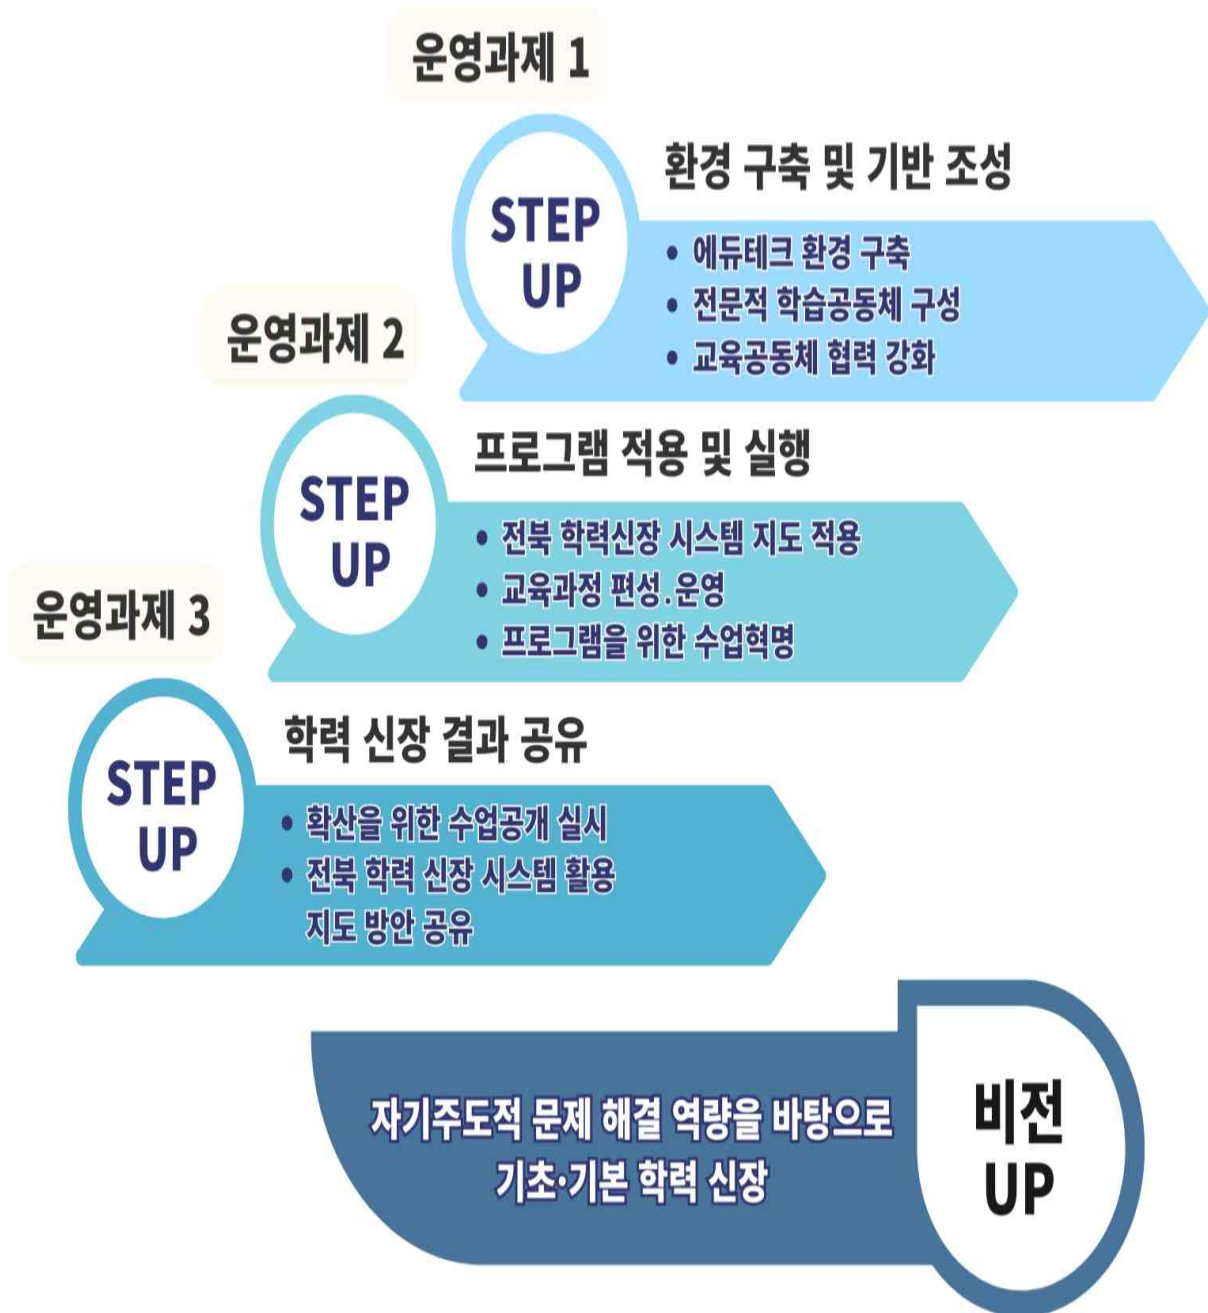 운영과제 1
환경 구축 및 기반 조성
STEP
UP
• 에듀테크 환경 구축
• 전문적 학습공동체 구성
• 교육공동체 협력 강화
운영과제 2
프로그램 적용 및 실행
STEP
UP
• 전북 학력신장 시스템 지도 적용
• 교육과정 편성.운영
• 프로그램을 위한 수업혁명
운영과제 3
학력 신장 결과 공유
STEP
UP
• 확산을 위한 수업공개 실시
• 전북 학력 신장 시스템 활용
지도 방안 공유
자기주도적 문제 해결 역량을 바탕으로
기초·기본 학력 신장
비전
UP